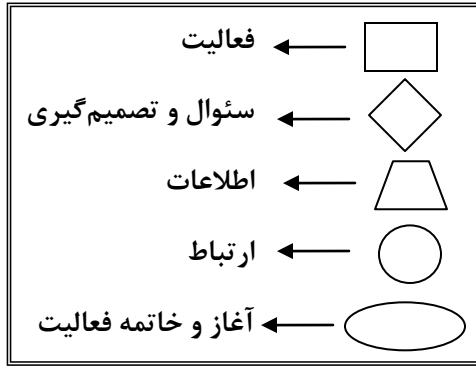 فعالیت
سئوال و تصمیم‌گیری
اطلاعات
ارتباط
آغاز و خاتمه فعالیت